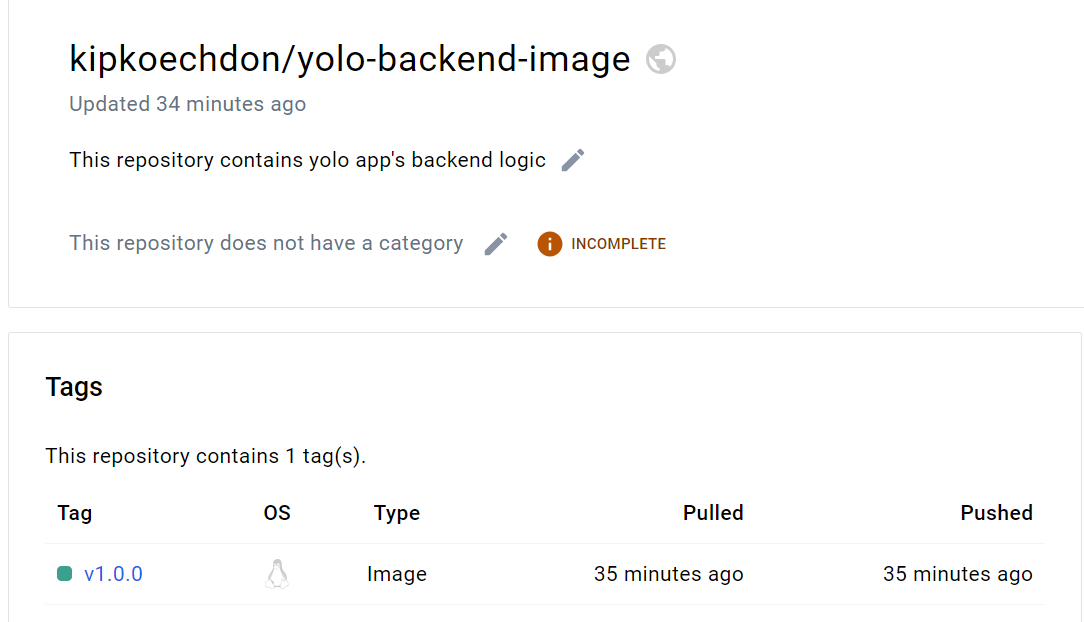 kipkoechdon/yolo-backend-image
Updated 34 minutes ago
This repository contains yolo app's backend logic
This repository does not have a category INCOMPLETE
Tags
This repository contains 1 tag(s).
Tag OS Type Pulled Pushed
v1.0.0 Image 35 minutes ago 35 minutes ago